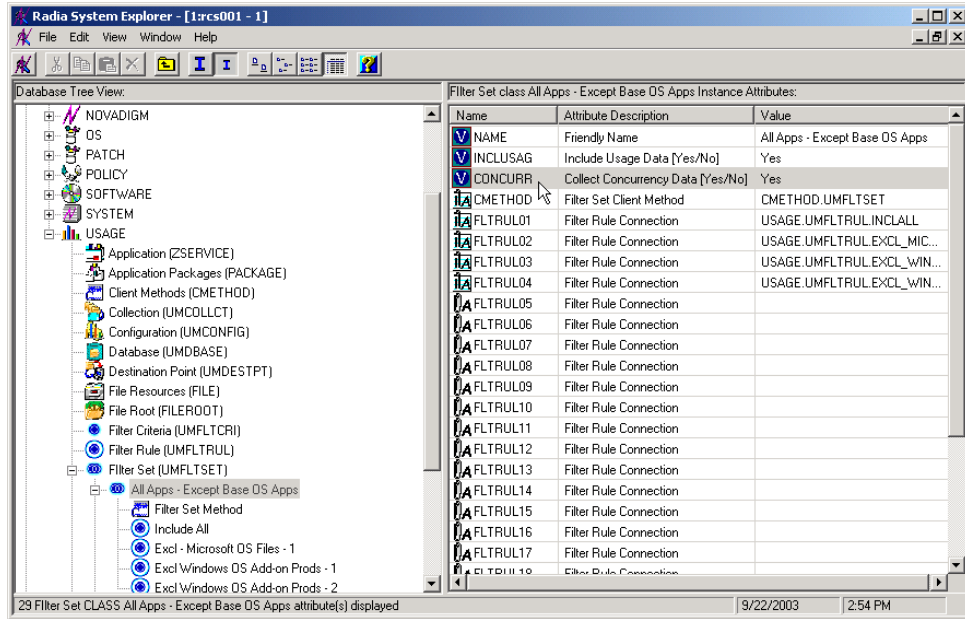 Radia System Explorer - [1:rcs001 - 1]
File Edit View Window Help
Database Tree View:
NOVADIGM
OS
PATCH
POLICY
SOFTWARE
SYSTEM
USAGE
Application (ZSERVICE)
Application Packages (PACKAGE)
Client Methods (CMETHOD)
Collection (UMCOLLCT)
Configuration (UMCONFIG)
Database (UMDBASE)
Destination Point (UMDESTPT)
File Resources (FILE)
File Root (FILEROOT)
Filter Criteria (UMFLTCRI)
Filter Rule (UMFLTRUL)
FIlter Set (UMFLTSET)
All Apps - Except Base OS Apps
Filter Set Method
Include All
Excl - Microsoft OS Files - 1
Excl Windows OS Add-on Prods - 1
Excl Windows OS Add-on Prods - 2
FIlter Set class All Apps - Except Base OS Apps Instance Attributes:
Name Attribute Description Value
NAME Friendly Name All Apps - Except Base OS Apps
INCLUSAG Include Usage Data [Yes/No] Yes
CONCURR Collect Concurrency Data [Yes/No] Yes
CMETHOD Filter Set Client Method CMETHOD.UMFLTSET
FLTRUL01 Filter Rule Connection USAGE.UMFLTRUL.INCLALL
FLTRUL02 Filter Rule Connection USAGE.UMFLTRUL.EXCL_MIC...
FLTRUL03 Filter Rule Connection USAGE.UMFLTRUL.EXCL_WIN...
FLTRUL04 Filter Rule Connection USAGE.UMFLTRUL.EXCL_WIN...
FLTRUL05 Filter Rule Connection
FLTRUL06 Filter Rule Connection
FLTRUL07 Filter Rule Connection
FLTRUL08 Filter Rule Connection
FLTRUL09 Filter Rule Connection
FLTRUL10 Filter Rule Connection
FLTRUL11 Filter Rule Connection
FLTRUL12 Filter Rule Connection
FLTRUL13 Filter Rule Connection
FLTRUL14 Filter Rule Connection
FLTRUL15 Filter Rule Connection
FLTRUL16 Filter Rule Connection
FLTRUL17 Filter Rule Connection
FLTRUL18 Filter Rule Connection
29 FIlter Set CLASS All Apps - Except Base OS Apps attribute(s) displayed 9/22/2003 2:54 PM